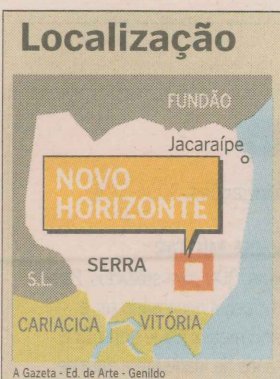 Localização
FUNDÃO
Jacaraípe
NOVO
HORIZONTE
SERRA
S.L.
CARIACICA
VITÓRIA
A Gazeta - Ed. de Arte - Genildo